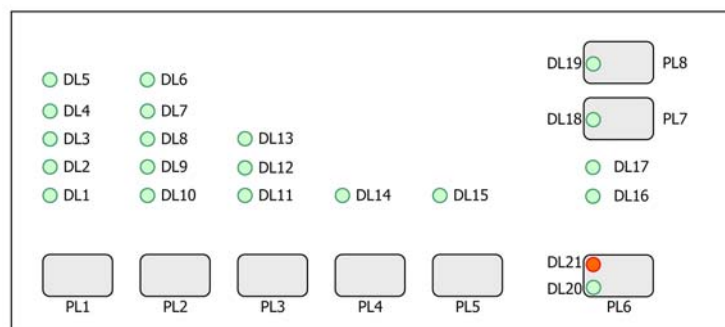 DL19 PL8
DL5 DL6
DL4 DL7 DL18 PL7
DL3 DL8 DL13
DL2 DL9 DL12 DL17
DL1 DL10 DL11 DL14 DL15 DL16
DL21
DL20
PL1 PL2 PL3 PL4 PL5 PL6